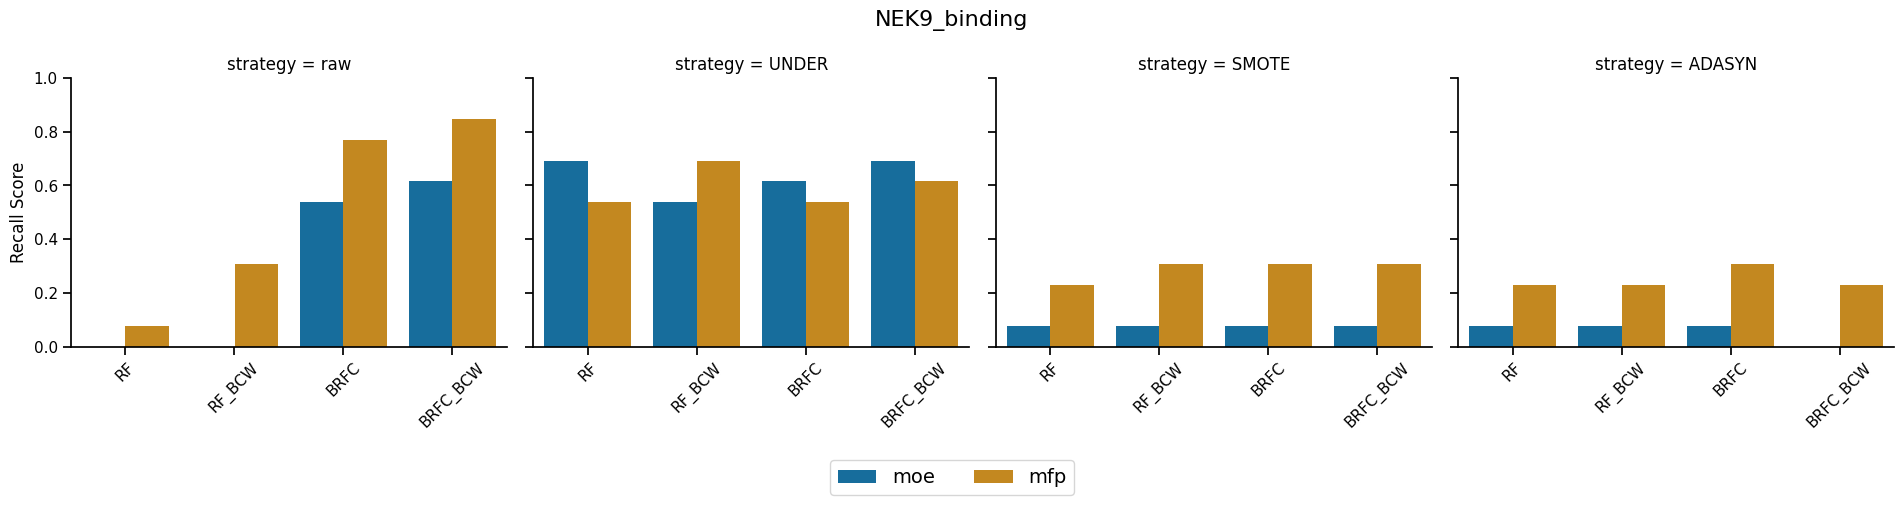 NEK9_binding
strategy = raw
strategy = UNDER
strategy = SMOTE
strategy = ADASYN
Recall Score
1.0
0.8
0.6
0.4
0.2
0.0
RF
RF_BCW
BRFC
BRFC_BCW
RF
RF_BCW
BRFC
BRFC_BCW
RF
RF_BCW
BRFC
BRFC_BCW
RF
RF_BCW
BRFC
BRFC_BCW
moe
mfp